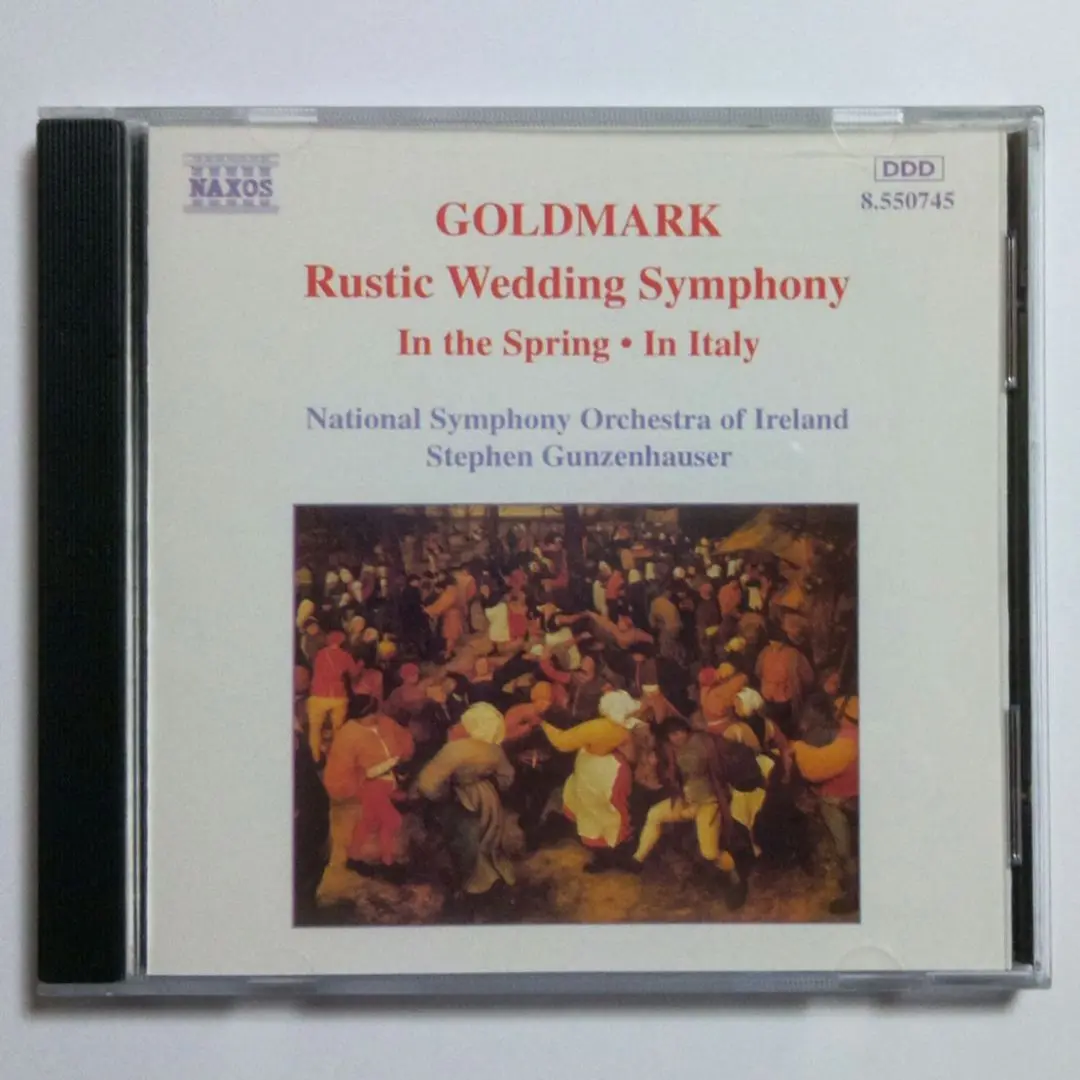 NAXOS
DDD
8.550745
GOLDMARK
Rustic Wedding Symphony
In the Spring • In Italy
National Symphony Orchestra of Ireland
Stephen Gunzenhauser